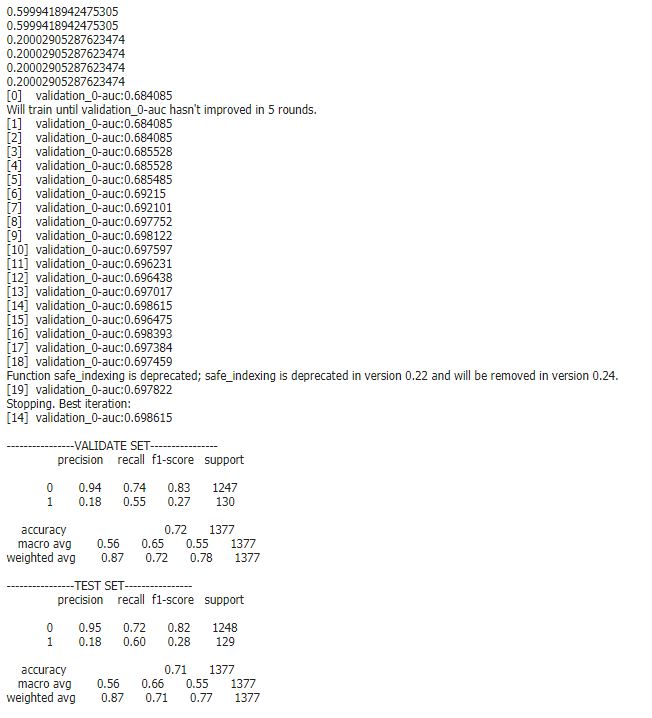 0.5999418942475305
0.5999418942475305
0.20002905287623474
0.20002905287623474
0.20002905287623474
0.20002905287623474
[0] validation_0-auc:0.684085
Will train until validation_0-auc hasn't improved in 5 rounds.
[1] validation_0-auc:0.684085
[2] validation_0-auc:0.684085
[3] validation_0-auc:0.685528
[4] validation_0-auc:0.685528
[5] validation_0-auc:0.685485
[6] validation_0-auc:0.69215
[7] validation_0-auc:0.692101
[8] validation_0-auc:0.697752
[9] validation_0-auc:0.698122
[10] validation_0-auc:0.697597
[11] validation_0-auc:0.696231
[12] validation_0-auc:0.696438
[13] validation_0-auc:0.697017
[14] validation_0-auc:0.698615
[15] validation_0-auc:0.696475
[16] validation_0-auc:0.698393
[17] validation_0-auc:0.697384
[18] validation_0-auc:0.697459
Function safe_indexing is deprecated; safe_indexing is deprecated in version 0.22 and will be removed in version 0.24.
[19] validation_0-auc:0.697822
Stopping. Best iteration:
[14] validation_0-auc:0.698615
----------------VALIDATE SET----------------
precision recall f1-score support
0 0.94 0.74 0.83 1247
1 0.18 0.55 0.27 130
accuracy 0.72 1377
macro avg 0.56 0.65 0.55 1377
weighted avg 0.87 0.72 0.78 1377
----------------TEST SET----------------
precision recall f1-score support
0 0.95 0.72 0.82 1248
1 0.18 0.60 0.28 129
accuracy 0.71 1377
macro avg 0.56 0.66 0.55 1377
weighted avg 0.87 0.71 0.77 1377